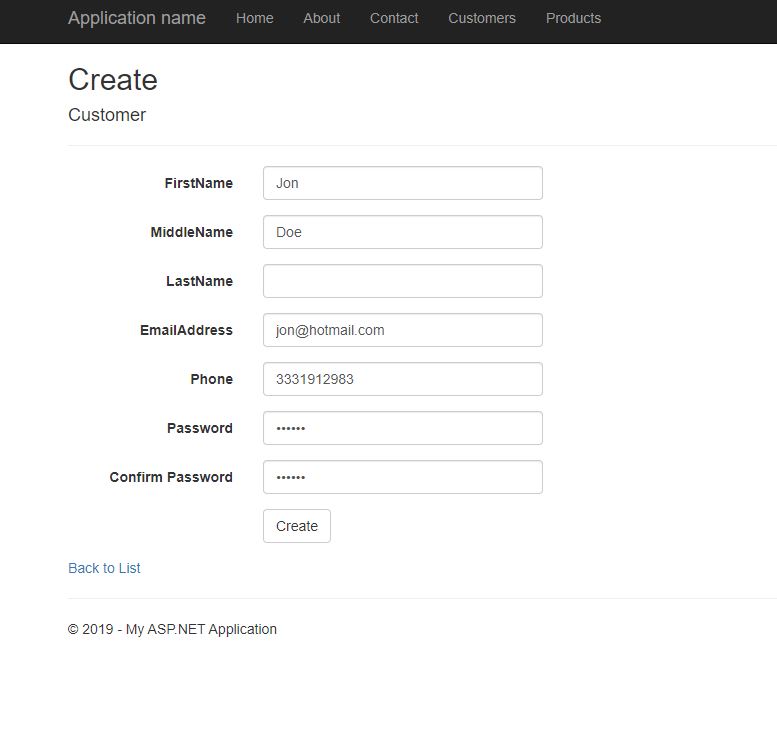 Application name Home About Contact Customers Products
Create
Customer
FirstName Jon
MiddleName Doe
LastName
EmailAddress jon@hotmail.com
Phone 3331912983
Password ••••••
Confirm Password ••••••
Create
Back to List
© 2019 - My ASP.NET Application